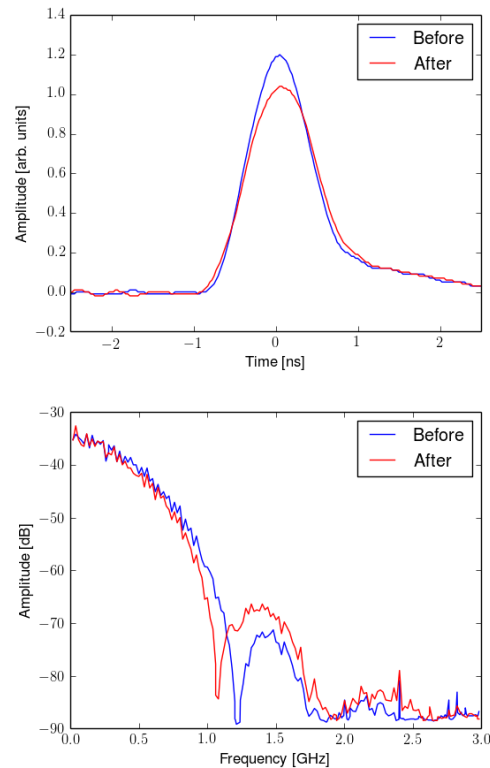 1.4
1.2
1.0
0.8
0.6
0.4
0.2
0.0
−0.2
Amplitude [arb. units]
Before
After
−2 −1 0 1 2
Time [ns]
−30
−40
−50
−60
−70
−80
−90
Amplitude [dB]
Before
After
0.0 0.5 1.0 1.5 2.0 2.5 3.0
Frequency [GHz]